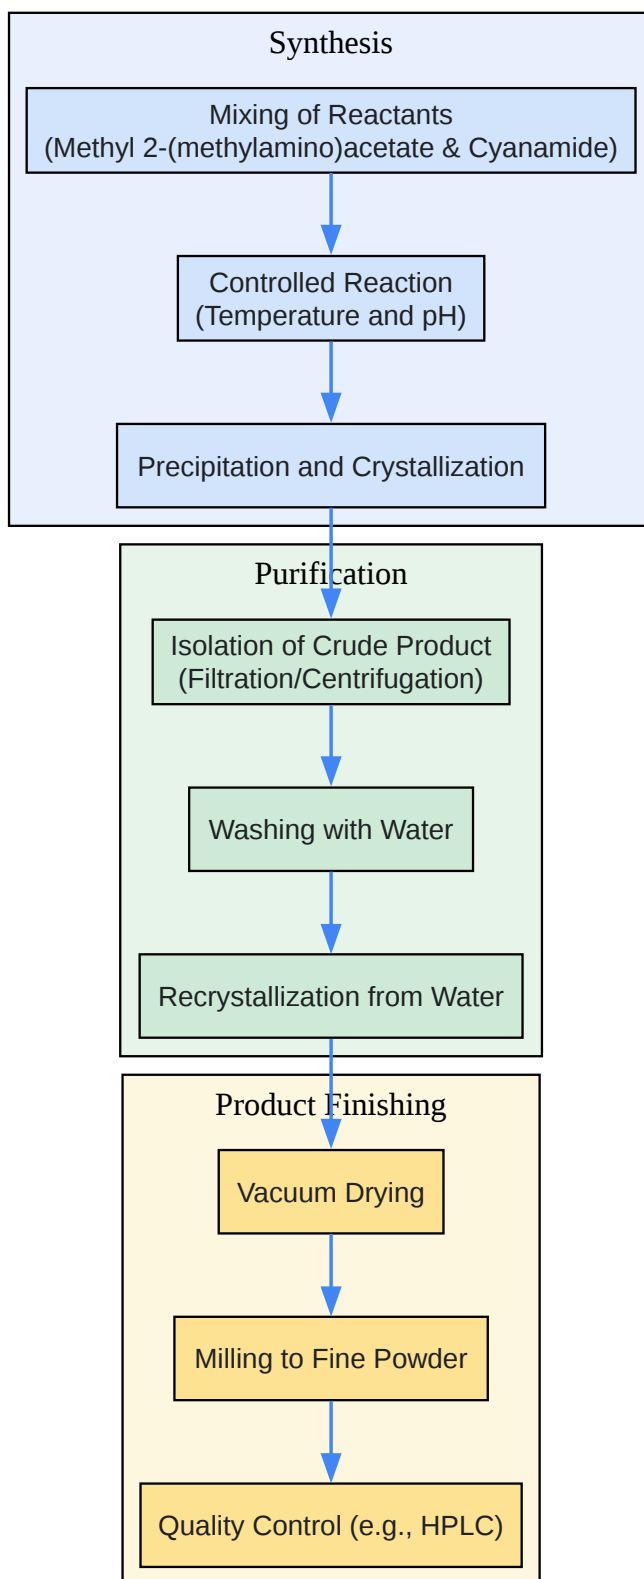 Synthesis
Mixing of Reactants
(Methyl 2-(methylamino)acetate & Cyanamide)
Controlled Reaction
(Temperature and pH)
Precipitation and Crystallization
Purification
Isolation of Crude Product
(Filtration/Centrifugation)
Washing with Water
Recrystallization from Water
Product Finishing
Vacuum Drying
Milling to Fine Powder
Quality Control (e.g., HPLC)